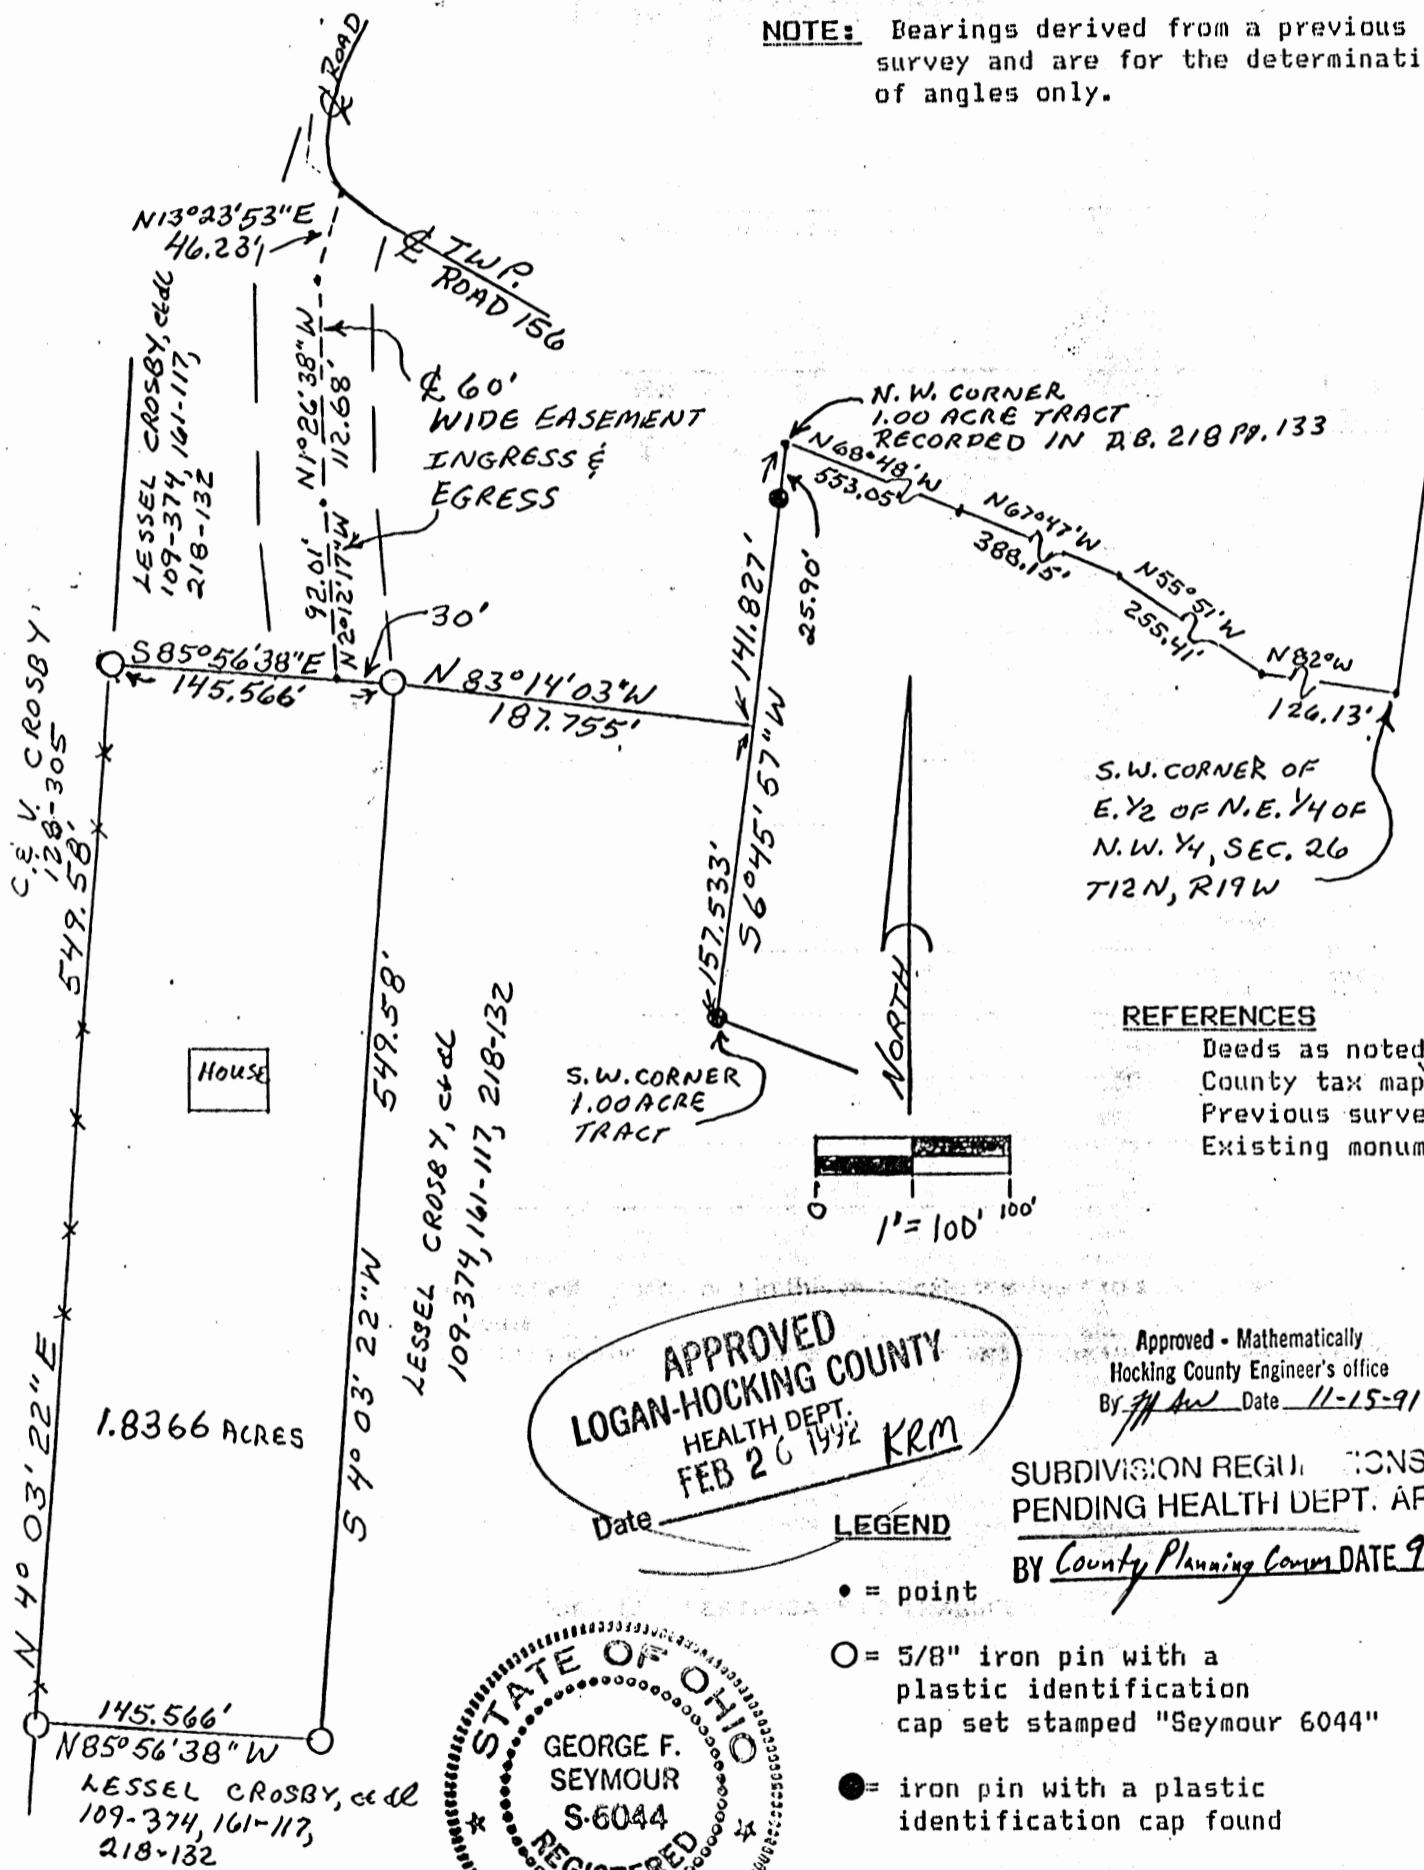 NOTE: Bearings derived from a previous
survey and are for the determinati
of angles only.
℄ ROAD
N13°23'53"E
46.23'
℄ TWP.
ROAD 156
LESSEL CROSBY, etal
109-374, 161-117,
218-132
N1°26'38"W
112.68'
92.01'
N2°12'17"W
℄ 60'
WIDE EASEMENT
INGRESS &
EGRESS
30'
N.W. CORNER
1.00 ACRE TRACT
RECORDED IN D.B. 218 PP. 133
N68°48'W
553.05'
N67°47'W
388.15'
N55°51'W
255.41'
N82°W
126.13'
141.827'
25.90'
S85°56'38"E
145.566'
N 83°14'03"W
187.755'
S6°45'57"W
157.533'
S.W. CORNER OF
E.1/2 OF N.E. 1/4 OF
N.W. 1/4, SEC. 26
T12N, R19W
C. & V. CROSBY
128-305
549.58'
N 4° 03' 22" E
HOUSE
549.58'
S 4° 03' 22" W
LESSEL CROSBY, etal
109-374, 161-117, 218-132
S.W. CORNER
1.00 ACRE
TRACT
NORTH
0
100'
1"=100'
REFERENCES
Deeds as noted
County tax map
Previous surve
Existing monum
1.8366 ACRES
APPROVED
LOGAN-HOCKING COUNTY
HEALTH DEPT.
FEB 26 1992 KRM
Date
Approved - Mathematically
Hocking County Engineer's office
By Date 11-15-91
SUBDIVISION REGU TIONS
PENDING HEALTH DEPT. AP
BY County Planning Comm DATE 9
LEGEND
• = point
O = 5/8" iron pin with a
plastic identification
cap set stamped "Seymour 6044"
● = iron pin with a plastic
identification cap found
145.566'
N85°56'38"W
LESSEL CROSBY, etal
109-374, 161-117,
218-132
STATE OF OHIO
GEORGE F.
SEYMOUR
S-6044
REGISTERED